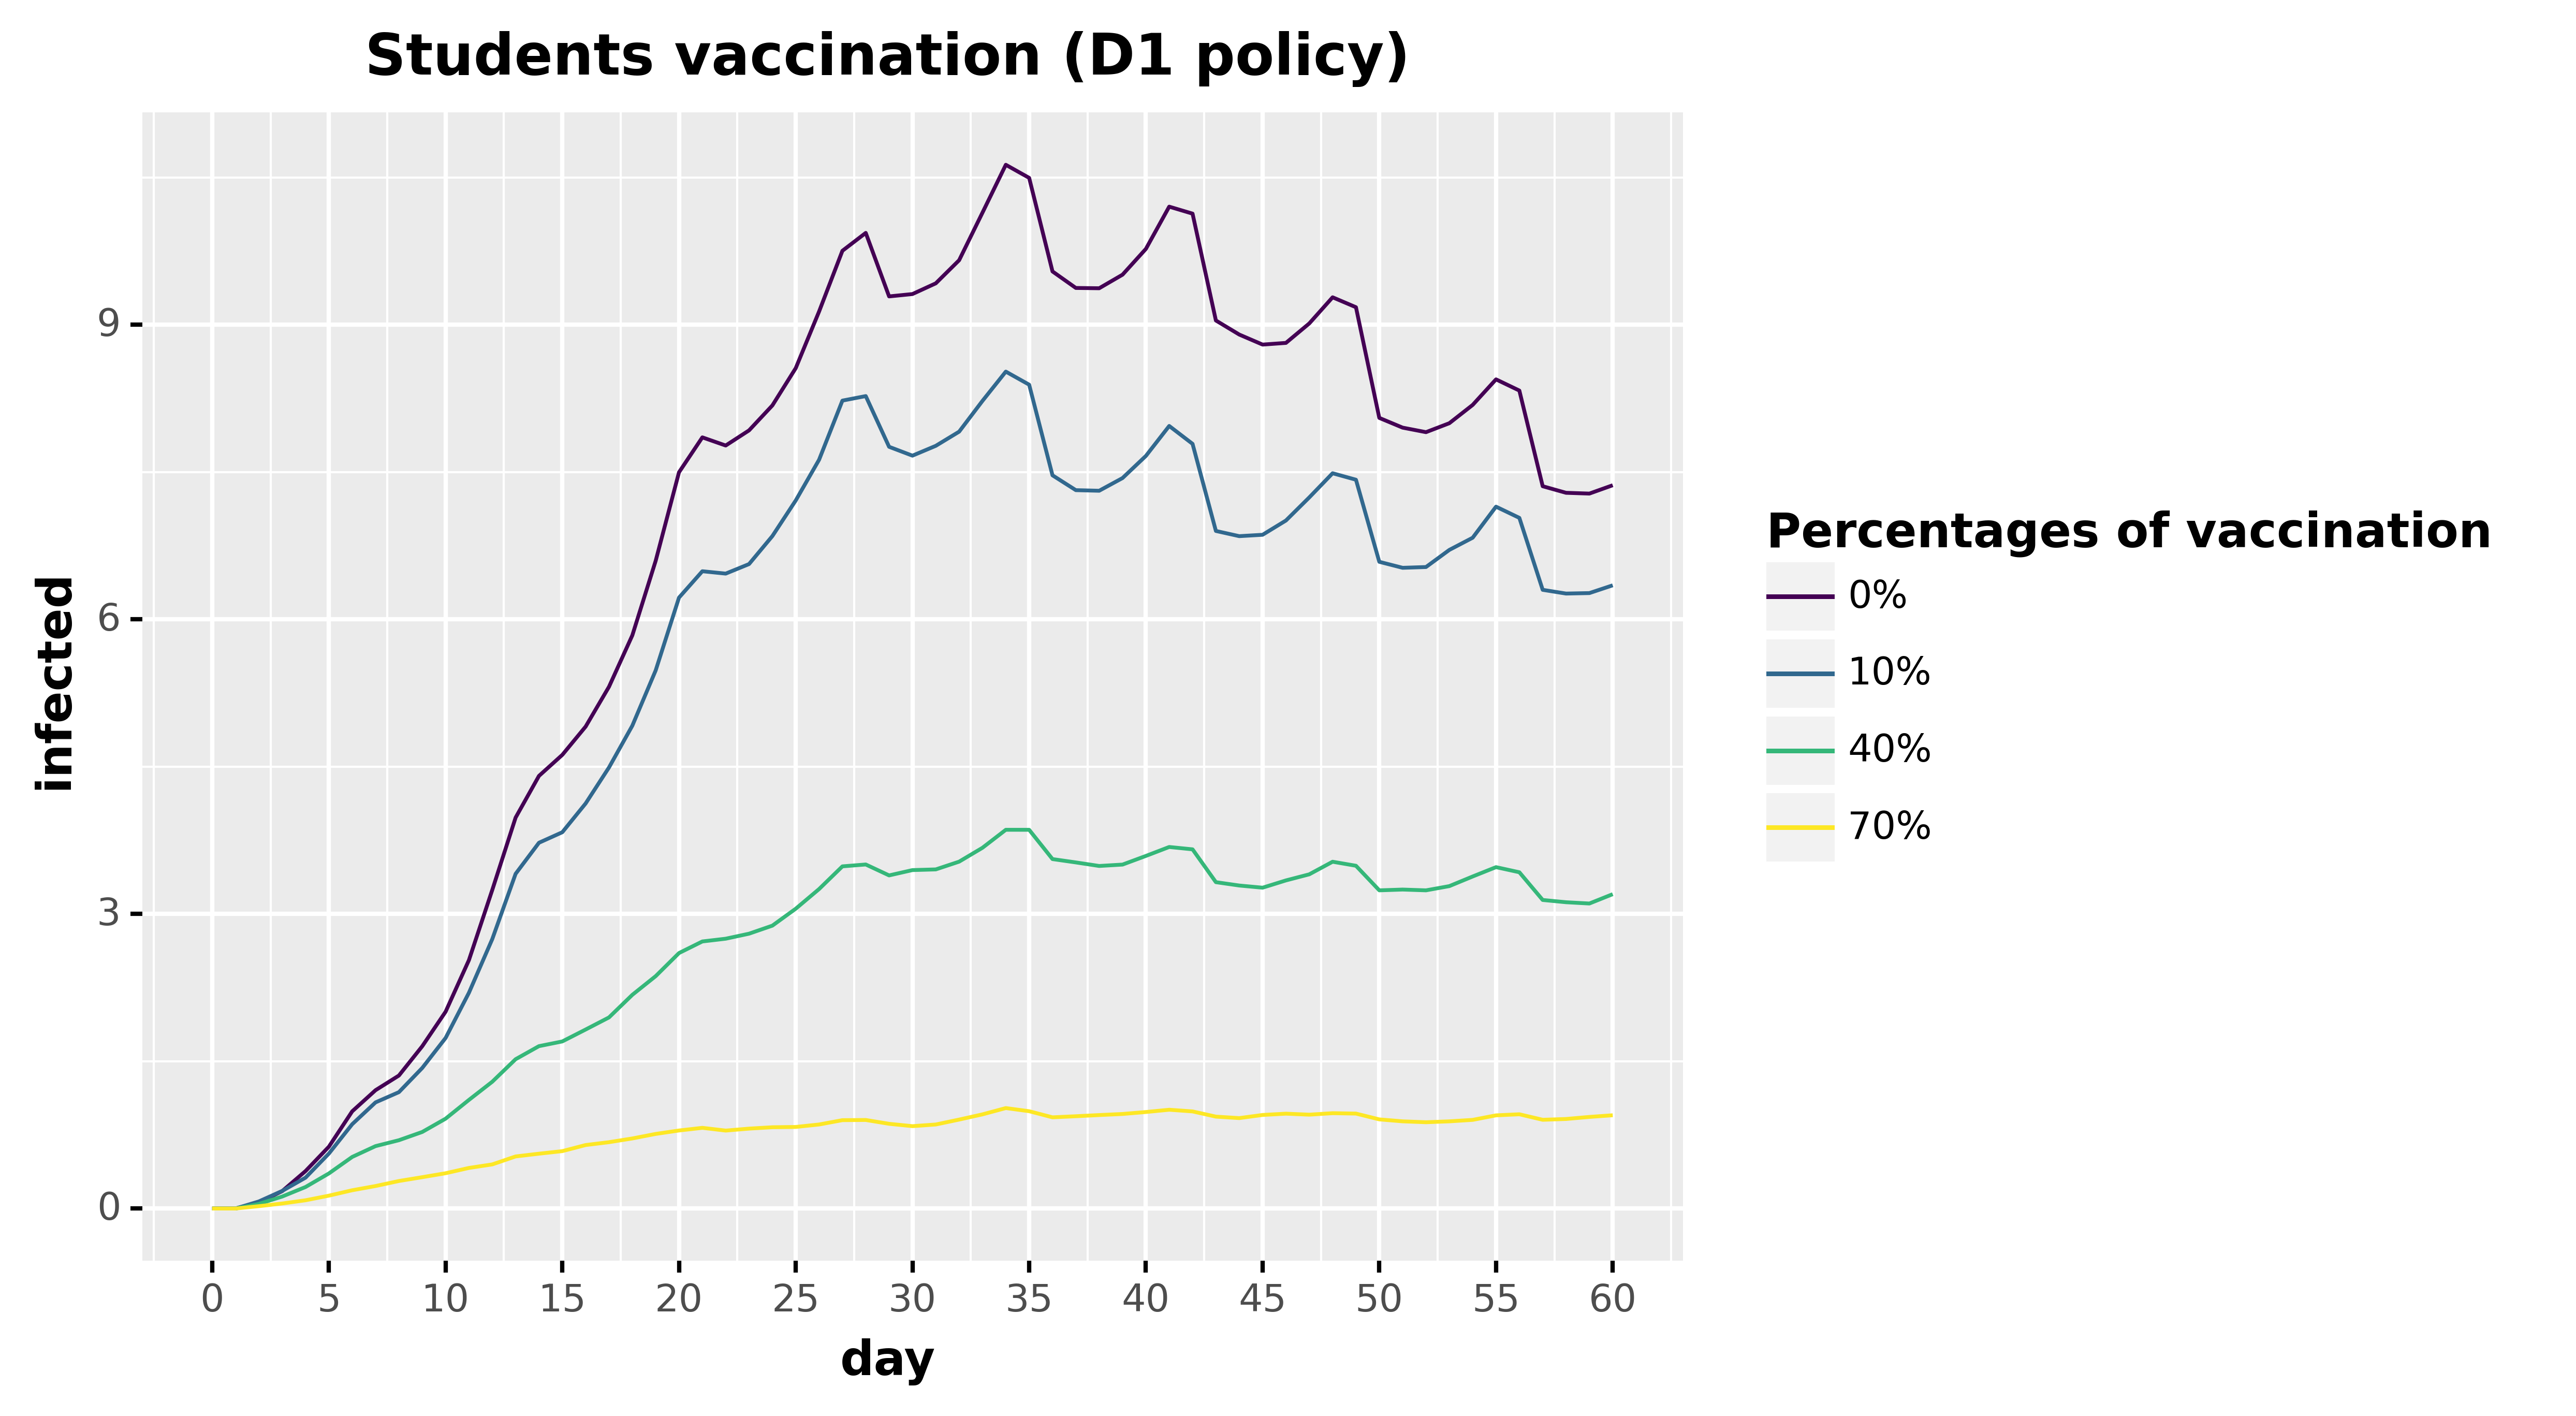 Students vaccination (D1 policy)
infected
9
6
3
0
0 5 10 15 20 25 30 35 40 45 50 55 60
day
Percentages of vaccination
0%
10%
40%
70%